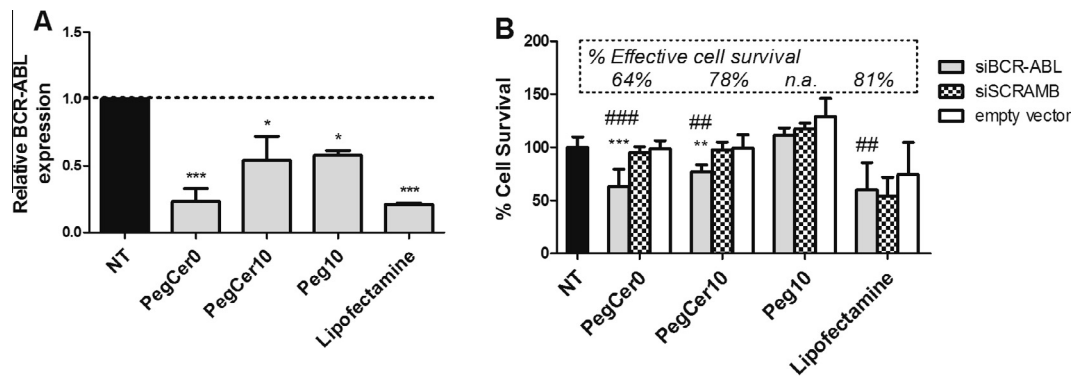 A
Relative BCR-ABL
expression
1.5
1.0
0.5
0.0
***
*
*
***
NT
PegCer0
PegCer10
Peg10
Lipofectamine
B
% Cell Survival
200
150
100
50
0
% Effective cell survival
64% 78% n.a. 81%
###
***
##
**
##
NT
PegCer0
PegCer10
Peg10
Lipofectamine
siBCR-ABL
siSCRAMB
empty vector